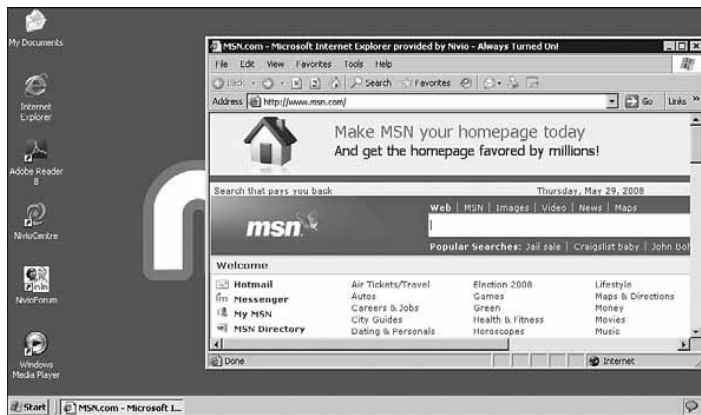 My Documents
Internet
Explorer
Adobe Reader
8
NivioCentre
NivioForum
Windows
Media Player
MSN.com - Microsoft Internet Explorer provided by Nivio - Always Turned On!
File Edit View Favorites Tools Help
Back Search Favorites
Address http://www.msn.com/ Go Links »
Make MSN your homepage today
And get the homepage favored by millions!
Search that pays you back Thursday, May 29, 2008
Web | MSN | Images | Video | News | Maps
msn
Popular Searches: Jail sale | Craigslist baby | John
Welcome
Hotmail Air Tickets/Travel Election 2008 Lifestyle
Messenger Autos Games Maps & Directions
My MSN Careers & Jobs Green Money
MSN Directory City Guides Health & Fitness Movies
Dating & Personals Horoscopes Music
Done Internet
Start MSN.com - Microsoft I...